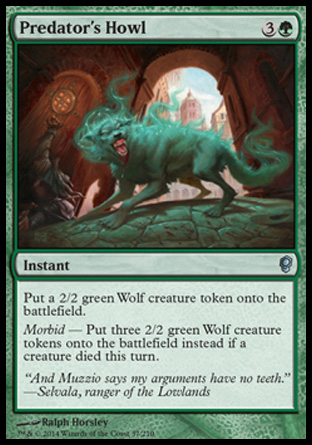 Predator's Howl 3
Instant
Put a 2/2 green Wolf creature token onto the
battlefield.
Morbid — Put three 2/2 green Wolf creature
tokens onto the battlefield instead if a
creature died this turn.
"And Muzzio says my arguments have no teeth."
—Selvala, ranger of the Lowlands
Ralph Horsley
™ & © 2014 Wizards of the Coast 37/210